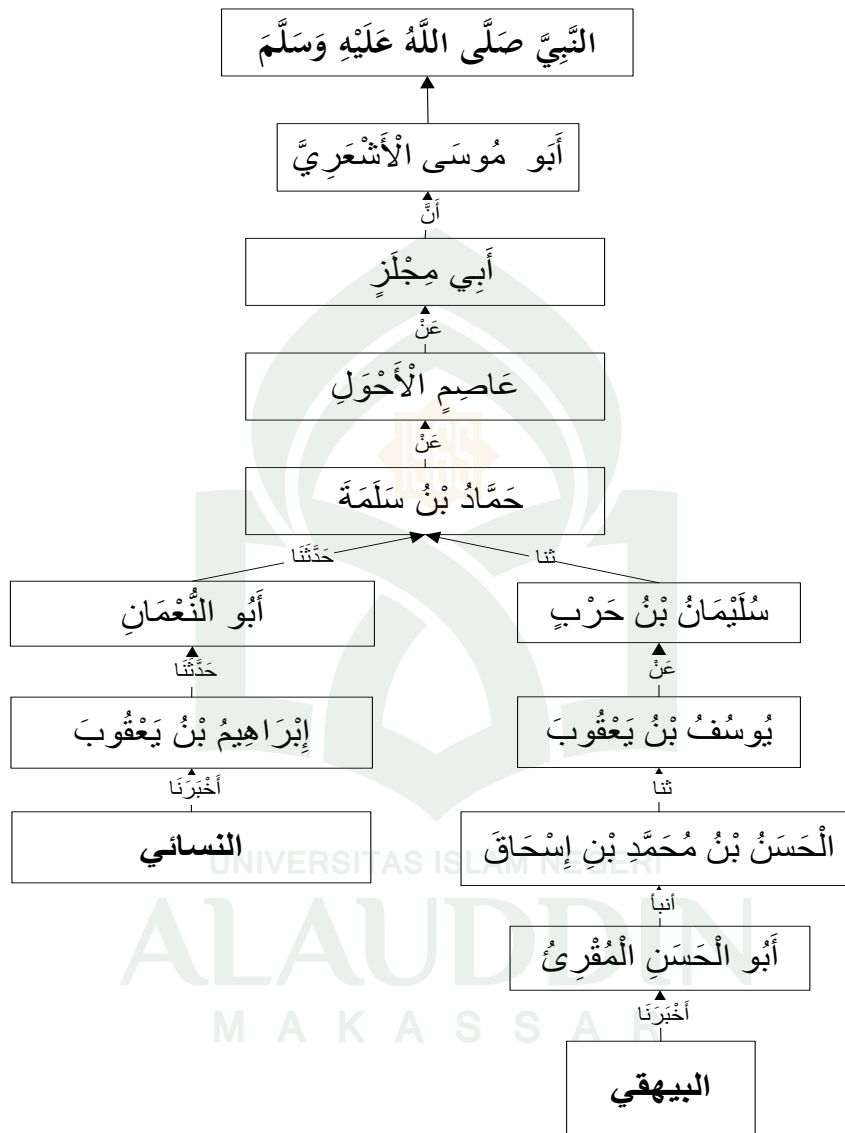 النَّبِيَّ صَلَّى اللَّهُ عَلَيْهِ وَسَلَّمَ
أَبَو مُوسَى الْأَشْعَرِيَّ
أَنَّ
أَبِي مِجْلَزٍ
عَنْ
عَاصِمٍ الْأَحْوَلِ
عَنْ
1965
حَمَّادُ بْنُ سَلَمَةَ
ثنا
حَدَّثَنَا
سُلَيْمَانُ بْنُ حَرْبٍ
أَبُو النُّعْمَانِ
عَنْ
حَدَّثَنَا
يُوسُفُ بْنُ يَعْقُوبَ
إِبْرَاهِيمُ بْنُ يَعْقُوبَ
ثنا
أَخْبَرَنَا
الْحَسَنُ بْنُ مُحَمَّدِ بْنِ إِسْحَاقَ
النسائي
UNIVERSITAS ISLAM NEGERI
أنبأ
ALAUDDIN
أَبُو الْحَسَنِ الْمُقْرِئُ
أَخْبَرَنَا
MAKASSAR
البيهقي